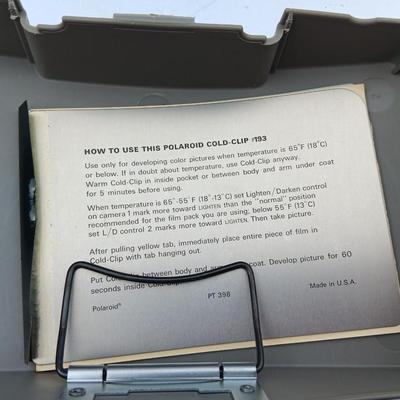 HOW TO USE THIS POLAROID COLD-CLIP #193
Use only for developing color pictures when temperature is 65°F (18°C)
or below. If in doubt about temperature, use Cold-Clip anyway.
Warm Cold-Clip in inside pocket or between body and arm under coat
for 5 minutes before using.
When temperature is 65°-55°F (18°-13°C) set Lighten/Darken control
on camera 1 mark more toward LIGHTEN than the "normal" position
recommended for the film pack you are using; below 55°F (13°C)
set L/D control 2 marks more toward LIGHTEN. Then take picture.
After pulling yellow tab, immediately place entire piece of film in
Cold-Clip with tab hanging out.
Put between body and coat. Develop picture for 60
seconds inside
Polaroid® PT 398 Made in U.S.A.